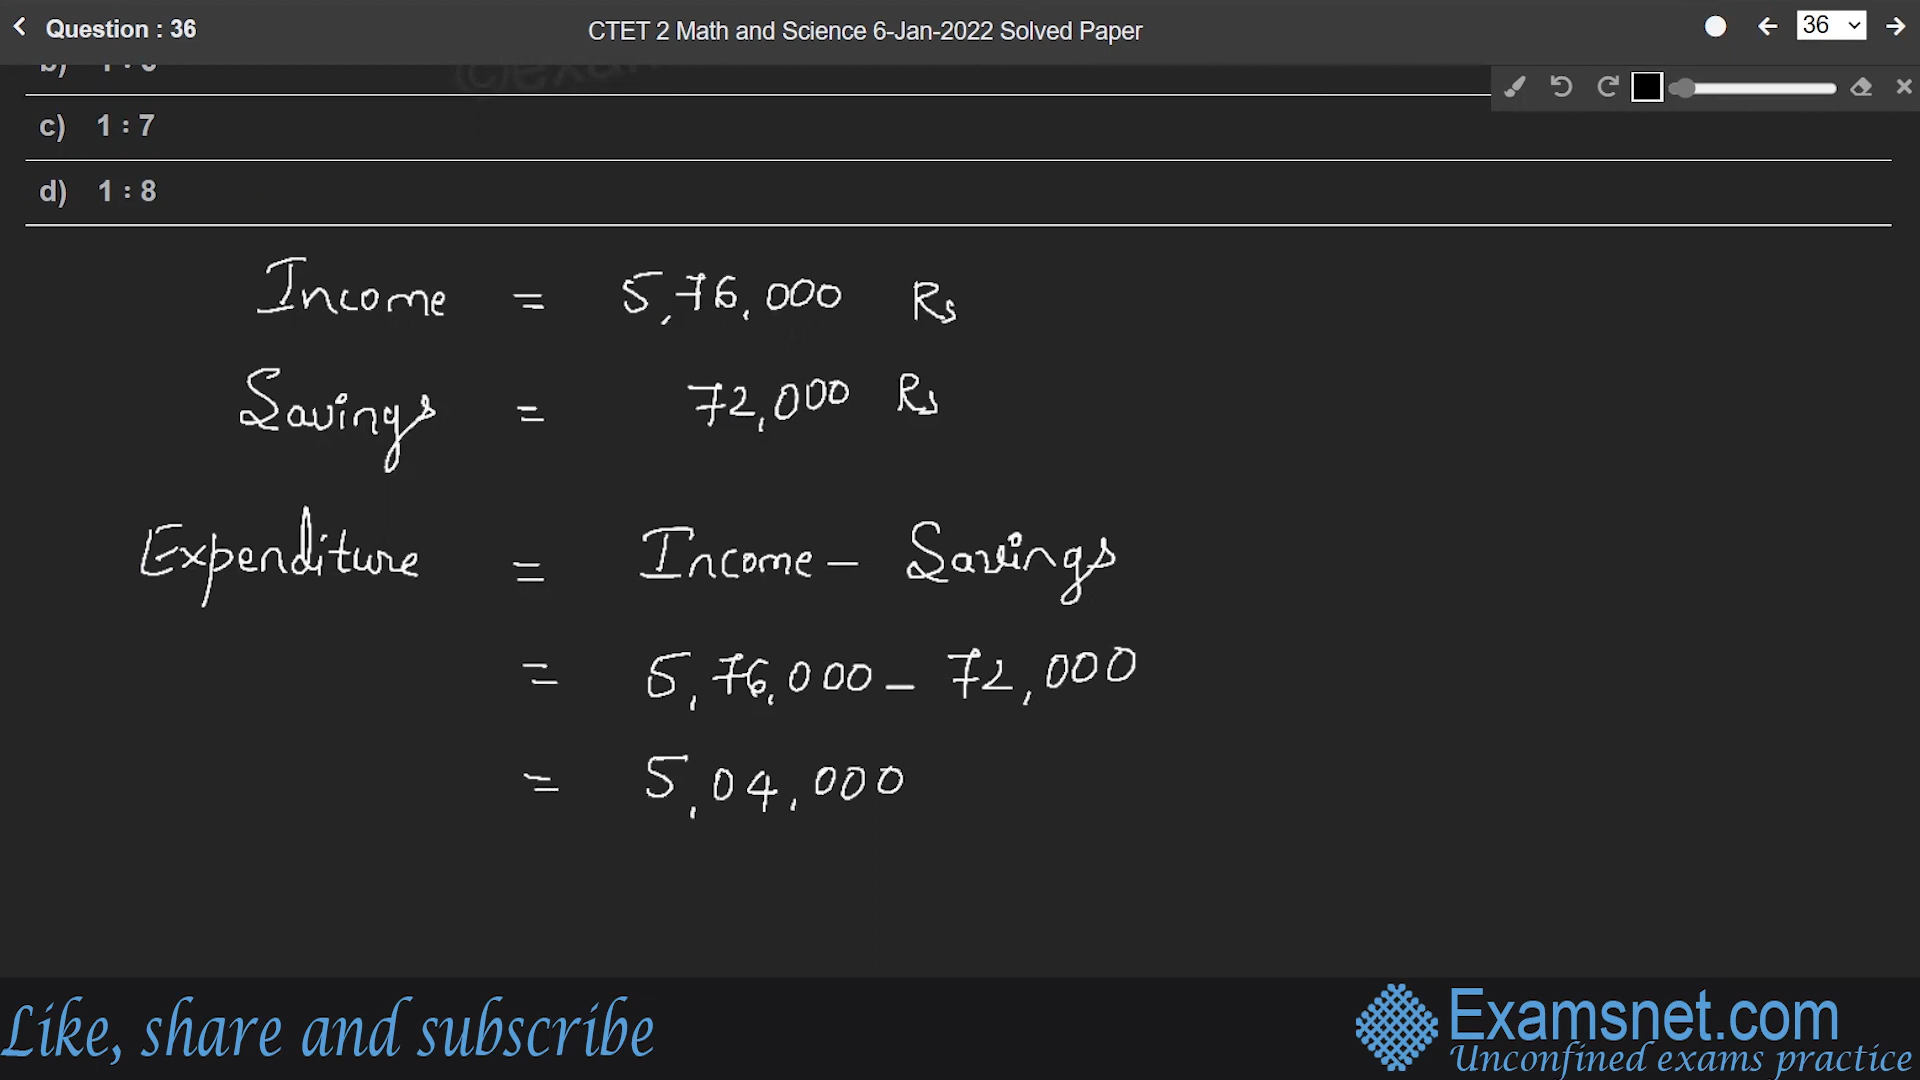 Question : 36
CTET 2 Math and Science 6-Jan-2022 Solved Paper
36
c) 1 : 7
d) 1 : 8
Income = 5,76,000 Rs
Savings = 72,000 Rs
Expenditure = Income - Savings
= 5,76,000 - 72,000
= 5,04,000
Like, share and subscribe
Examsnet.com
Unconfined exams practice